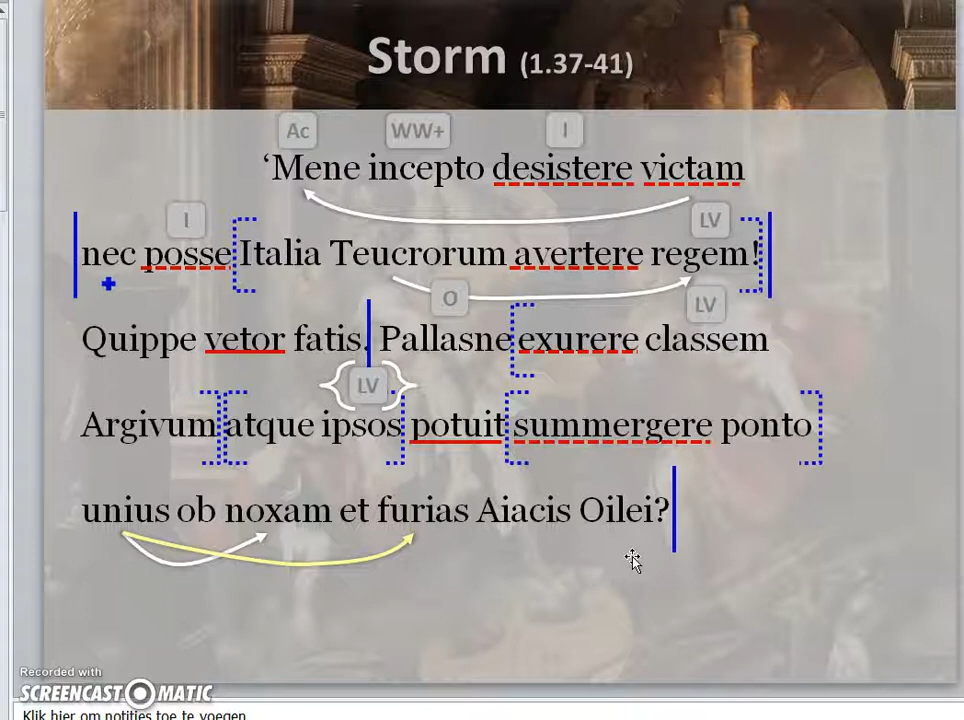 Storm (1.37-41)
Ac WW+ I
‘Mene incepto desistere victam
I LV
nec posse Italia Teucrorum avertere regem!
O LV
Quippe vetor fatis. Pallasne exurere classem
LV
Argivum atque ipsos potuit summergere ponto
unius ob noxam et furias Aiacis Oilei?
Recorded with
SCREENCAST-O-MATIC
Klik hier om notities toe te voegen